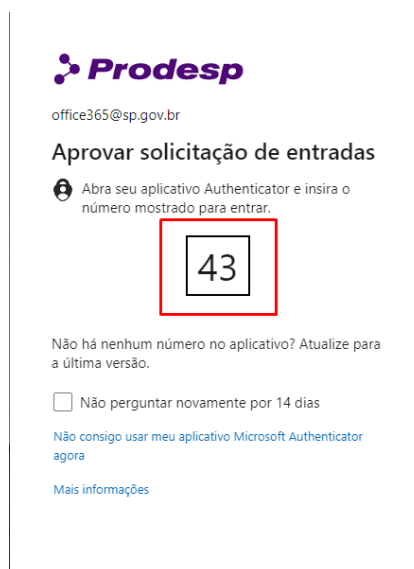 Prodesp
office365@sp.gov.br
Aprovar solicitação de entradas
Abra seu aplicativo Authenticator e insira o
número mostrado para entrar.
43
Não há nenhum número no aplicativo? Atualize para
a última versão.
Não perguntar novamente por 14 dias
Não consigo usar meu aplicativo Microsoft Authenticator
agora
Mais informações